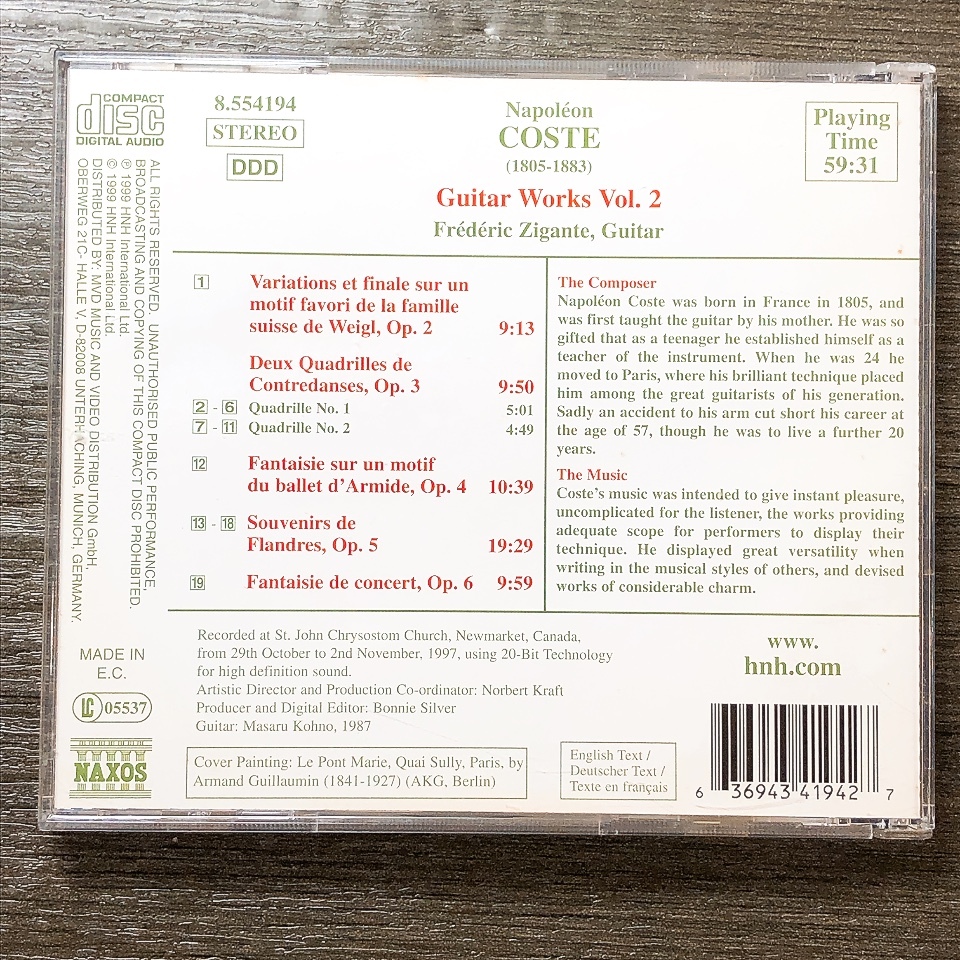 COMPACT
disc
DIGITAL AUDIO
8.554194
STEREO
DDD
Napoléon
COSTE
(1805-1883)
Guitar Works Vol. 2
Frédéric Zigante, Guitar
Playing
Time
59:31
1 Variations et finale sur un
motif favori de la famille
suisse de Weigl, Op. 2 9:13
Deux Quadrilles de
Contredanses, Op. 3 9:50
2 - 6 Quadrille No. 1 5:01
7 - 11 Quadrille No. 2 4:49
12 Fantaisie sur un motif
du ballet d'Armide, Op. 4 10:39
13 - 18 Souvenirs de
Flandres, Op. 5 19:29
19 Fantaisie de concert, Op. 6 9:59
The Composer
Napoléon Coste was born in France in 1805, and
was first taught the guitar by his mother. He was so
gifted that as a teenager he established himself as a
teacher of the instrument. When he was 24 he
moved to Paris, where his brilliant technique placed
him among the great guitarists of his generation.
Sadly an accident to his arm cut short his career at
the age of 57, though he was to live a further 20
years.
The Music
Coste's music was intended to give instant pleasure,
uncomplicated for the listener, the works providing
adequate scope for performers to display their
technique. He displayed great versatility when
writing in the musical styles of others, and devised
works of considerable charm.
ALL RIGHTS RESERVED. UNAUTHORISED PUBLIC PERFORMANCE,
BROADCASTING AND COPYING OF THIS COMPACT DISC PROHIBITED.
℗ 1999 HNH International Ltd.
© 1999 HNH International Ltd.
DISTRIBUTED BY: MVD MUSIC AND VIDEO DISTRIBUTION GmbH,
OBERWEG 21C- HALLE V, D-82008 UNTERHACHING, MUNICH, GERMANY.
MADE IN
E.C.
LC 05537
NAXOS
Recorded at St. John Chrysostom Church, Newmarket, Canada,
from 29th October to 2nd November, 1997, using 20-Bit Technology
for high definition sound.
Artistic Director and Production Co-ordinator: Norbert Kraft
Producer and Digital Editor: Bonnie Silver
Guitar: Masaru Kohno, 1987
Cover Painting: Le Pont Marie, Quai Sully, Paris, by
Armand Guillaumin (1841-1927) (AKG, Berlin)
English Text /
Deutscher Text /
Texte en français
www.
hnh.com
6 36943 41942 7